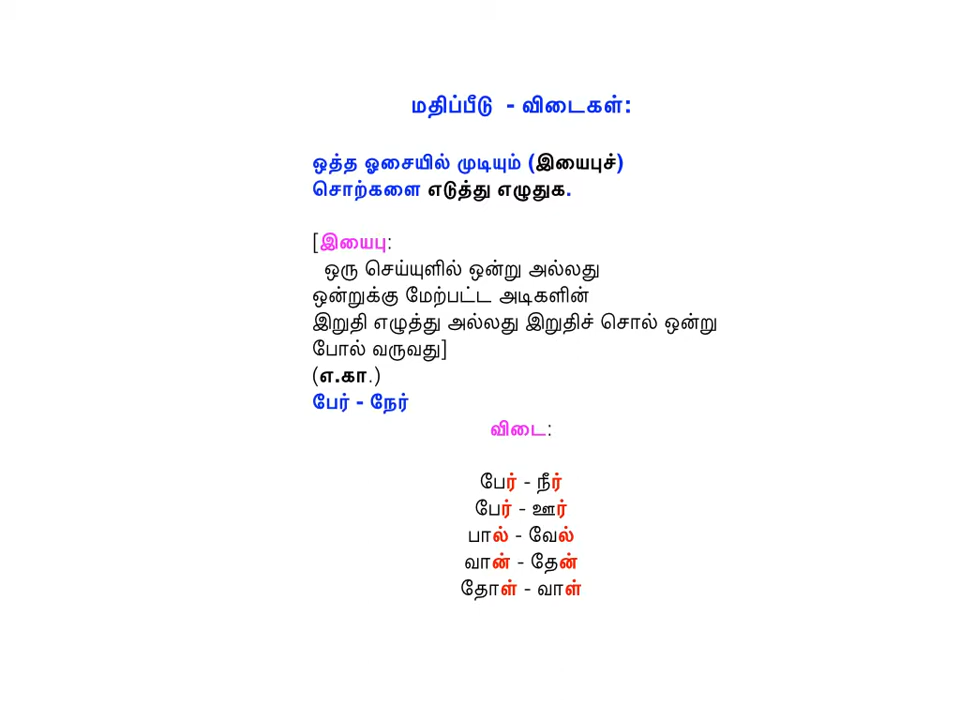 மதிப்பீடு - விடைகள்:
ஒத்த ஓசையில் முடியும் (இயைபுச்)
சொற்களை எடுத்து எழுதுக.
[இயைபு:
ஒரு செய்யுளில் ஒன்று அல்லது
ஒன்றுக்கு மேற்பட்ட அடிகளின்
இறுதி எழுத்து அல்லது இறுதிச் சொல் ஒன்று
போல் வருவது]
(எ.கா.)
பேர் - நேர்
விடை:
பேர் - நீர்
பேர் - ஊர்
பால் - வேல்
வான் - தேன்
தோள் - வாள்